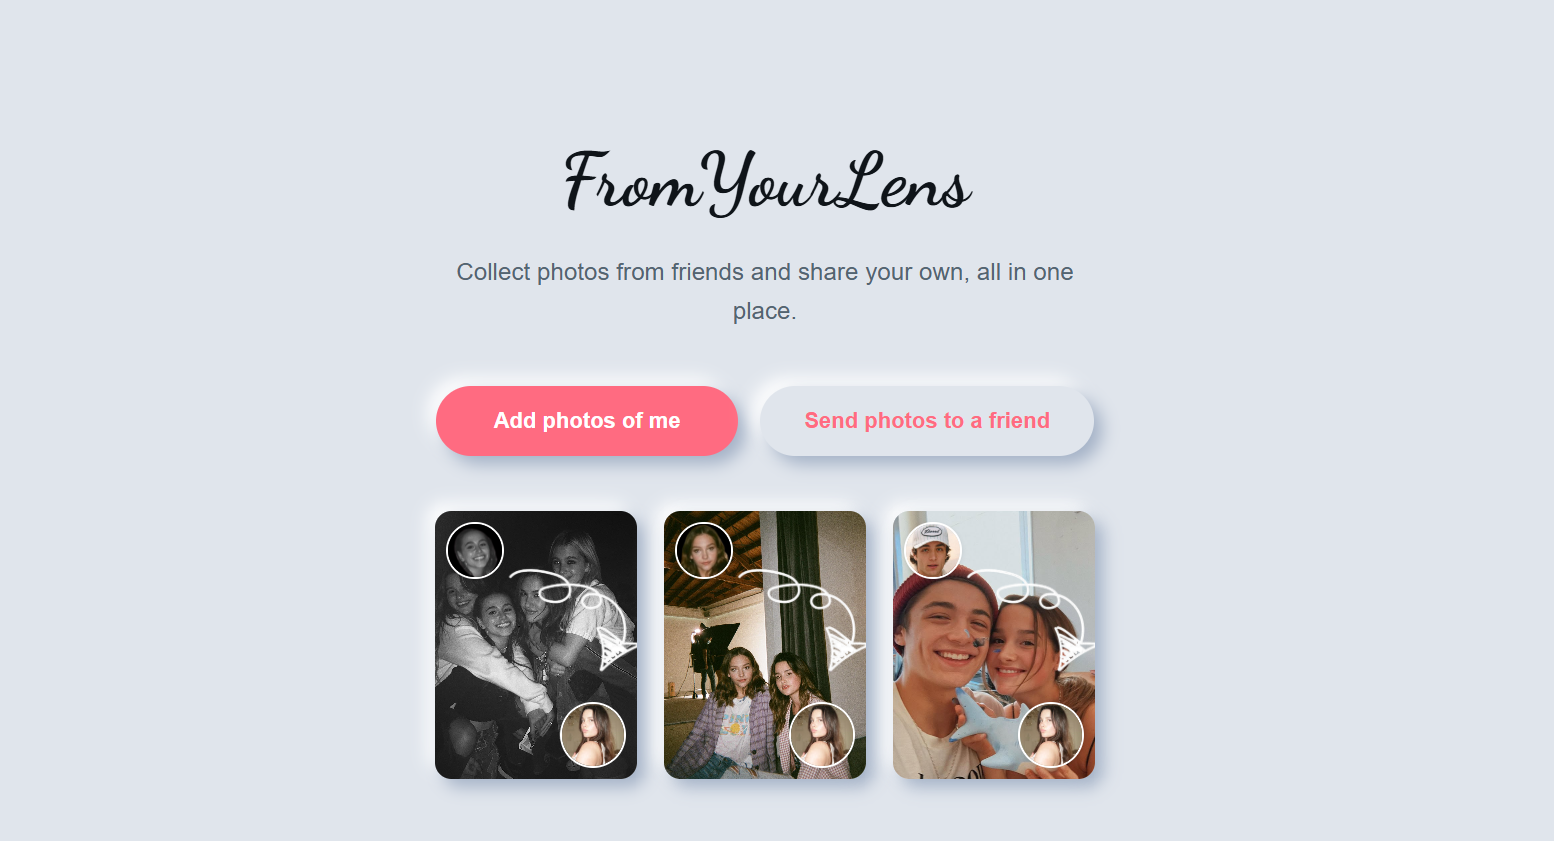 FromYourLens
Collect photos from friends and share your own, all in one
place.
Add photos of me
Send photos to a friend